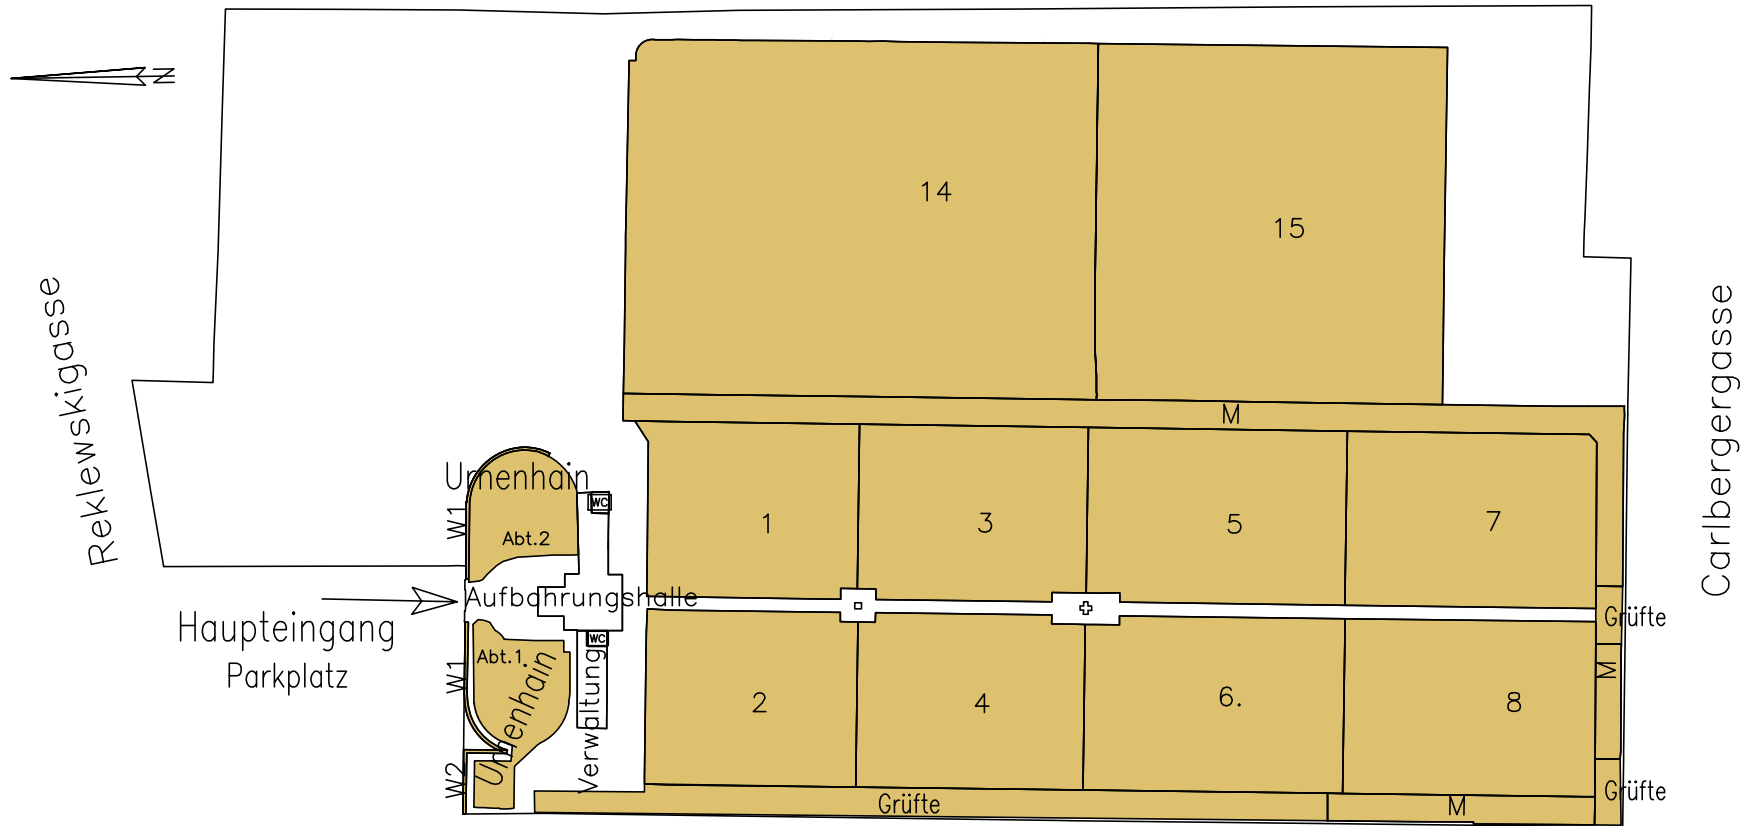 N
14
15
Reklewskigasse
Carlbergergasse
M
Urnenhain
WC
W1
Abt.2
1
3
5
7
Aufbahrungshalle
Haupteingang
Parkplatz
Grüfte
WC
Abt.1.
W1
Urnenhain
Verwaltung
M
2
4
6.
8
W2
Grüfte
M
Grüfte